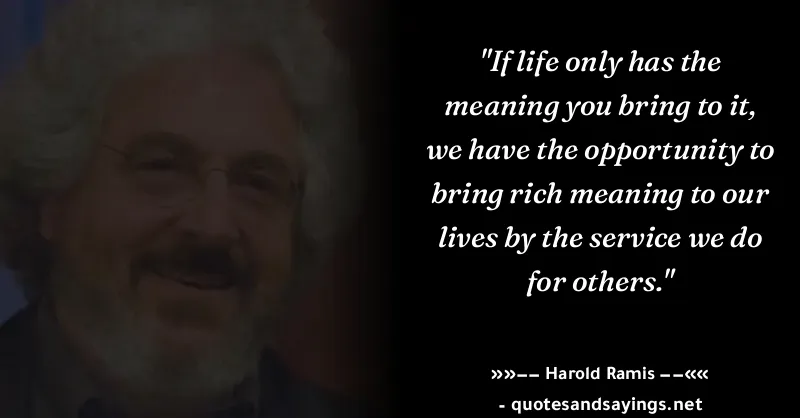 "If life only has the
meaning you bring to it,
we have the opportunity to
bring rich meaning to our
lives by the service we do
for others."
»»–– Harold Ramis ––««
- quotesandsayings.net